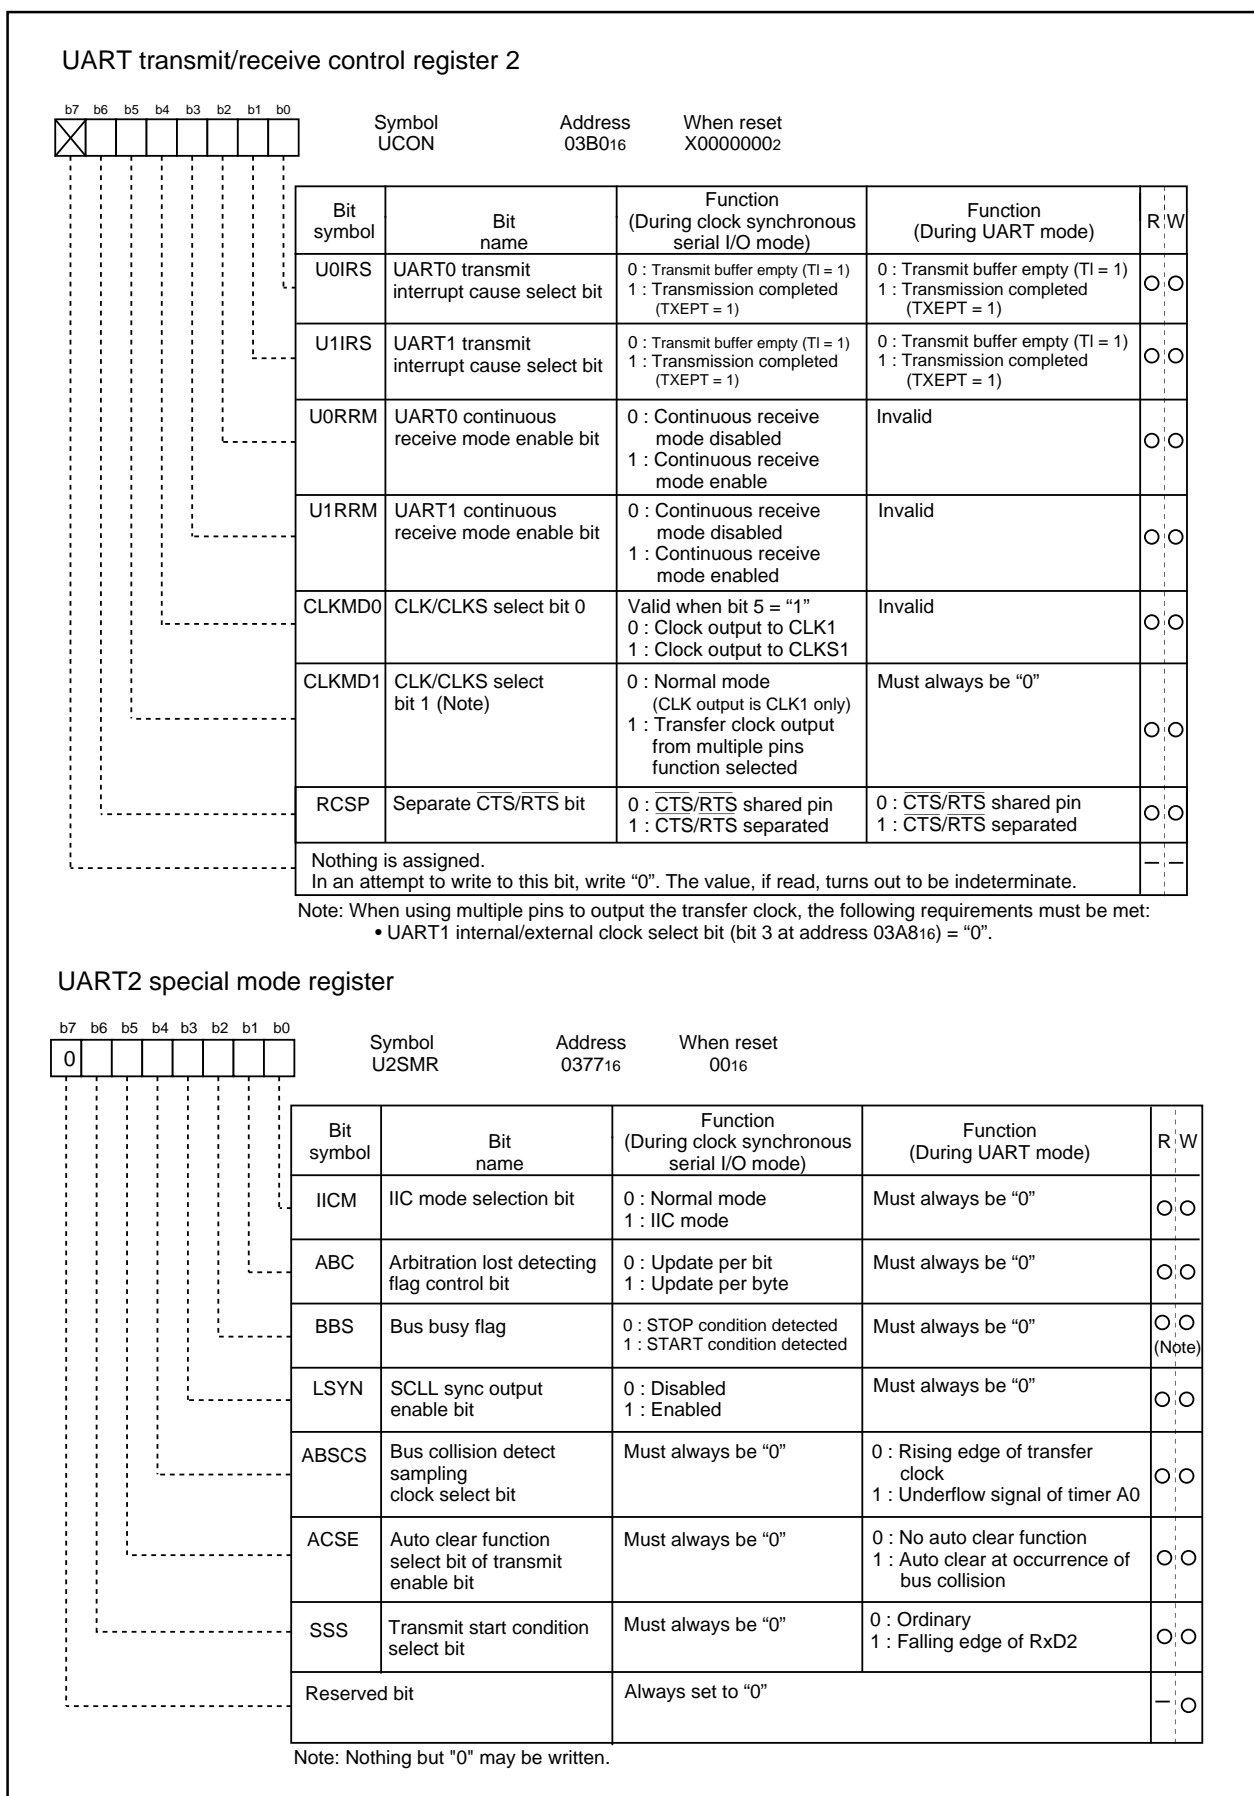 UART transmit/receive control register 2
b7 b6 b5 b4 b3 b2 b1 b0
Symbol Address When reset
UCON 03B016 X00000002
Bit symbol Bit name Function (During clock synchronous serial I/O mode) Function (During UART mode) R W
U0IRS UART0 transmit interrupt cause select bit 0 : Transmit buffer empty (TI = 1) 1 : Transmission completed (TXEPT = 1) 0 : Transmit buffer empty (TI = 1) 1 : Transmission completed (TXEPT = 1)
U1IRS UART1 transmit interrupt cause select bit 0 : Transmit buffer empty (TI = 1) 1 : Transmission completed (TXEPT = 1) 0 : Transmit buffer empty (TI = 1) 1 : Transmission completed (TXEPT = 1)
U0RRM UART0 continuous receive mode enable bit 0 : Continuous receive mode disabled 1 : Continuous receive mode enable Invalid
U1RRM UART1 continuous receive mode enable bit 0 : Continuous receive mode disabled 1 : Continuous receive mode enabled Invalid
CLKMD0 CLK/CLKS select bit 0 Valid when bit 5 = “1” 0 : Clock output to CLK1 1 : Clock output to CLKS1 Invalid
CLKMD1 CLK/CLKS select bit 1 (Note) 0 : Normal mode (CLK output is CLK1 only) 1 : Transfer clock output from multiple pins function selected Must always be “0”
RCSP Separate CTS/RTS bit 0 : CTS/RTS shared pin 1 : CTS/RTS separated 0 : CTS/RTS shared pin 1 : CTS/RTS separated
Nothing is assigned.
In an attempt to write to this bit, write “0”. The value, if read, turns out to be indeterminate. – –
Note: When using multiple pins to output the transfer clock, the following requirements must be met:
• UART1 internal/external clock select bit (bit 3 at address 03A816) = “0”.
UART2 special mode register
b7 b6 b5 b4 b3 b2 b1 b0
0
Symbol Address When reset
U2SMR 037716 0016
Bit symbol Bit name Function (During clock synchronous serial I/O mode) Function (During UART mode) R W
IICM IIC mode selection bit 0 : Normal mode 1 : IIC mode Must always be “0”
ABC Arbitration lost detecting flag control bit 0 : Update per bit 1 : Update per byte Must always be “0”
BBS Bus busy flag 0 : STOP condition detected 1 : START condition detected Must always be “0” (Note)
LSYN SCLL sync output enable bit 0 : Disabled 1 : Enabled Must always be “0”
ABSCS Bus collision detect sampling clock select bit Must always be “0” 0 : Rising edge of transfer clock 1 : Underflow signal of timer A0
ACSE Auto clear function select bit of transmit enable bit Must always be “0” 0 : No auto clear function 1 : Auto clear at occurrence of bus collision
SSS Transmit start condition select bit Must always be “0” 0 : Ordinary 1 : Falling edge of RxD2
Reserved bit Always set to “0” –
Note: Nothing but "0" may be written.